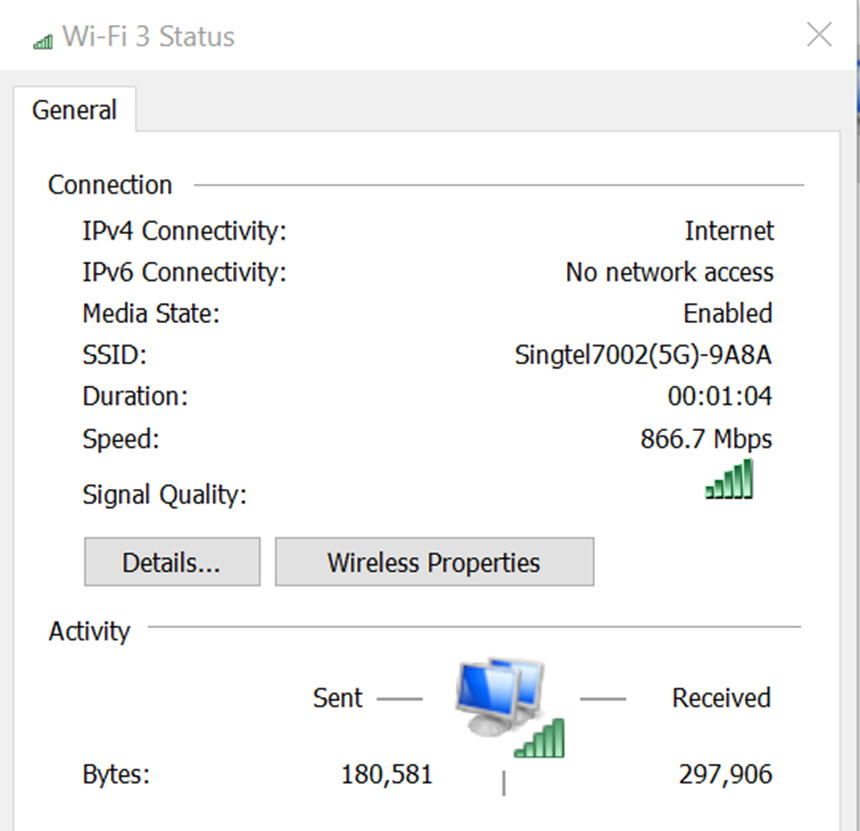 Wi-Fi 3 Status
General
Connection
IPv4 Connectivity: Internet
IPv6 Connectivity: No network access
Media State: Enabled
SSID: Singtel7002(5G)-9A8A
Duration: 00:01:04
Speed: 866.7 Mbps
Signal Quality:
Details... Wireless Properties
Activity
Sent Received
Bytes: 180,581 297,906